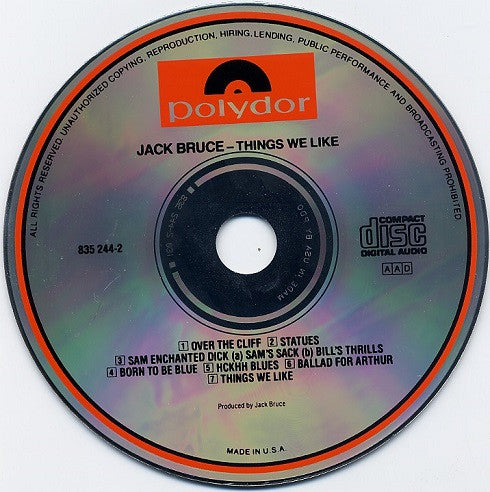 ALL RIGHTS RESERVED. UNAUTHORIZED COPYING, REPRODUCTION, HIRING, LENDING, PUBLIC PERFORMANCE AND BROADCASTING PROHIBITED.
polydor
JACK BRUCE – THINGS WE LIKE
835 244-2
COMPACT
disc
DIGITAL AUDIO
AAD
MADE IN USA
1 OVER THE CLIFF 2 STATUES
3 SAM ENCHANTED DICK (a) SAM'S SACK (b) BILL'S THRILLS
4 BORN TO BE BLUE 5 HCKHH BLUES 6 BALLAD FOR ARTHUR
7 THINGS WE LIKE
Produced by Jack Bruce
MADE IN U.S.A.